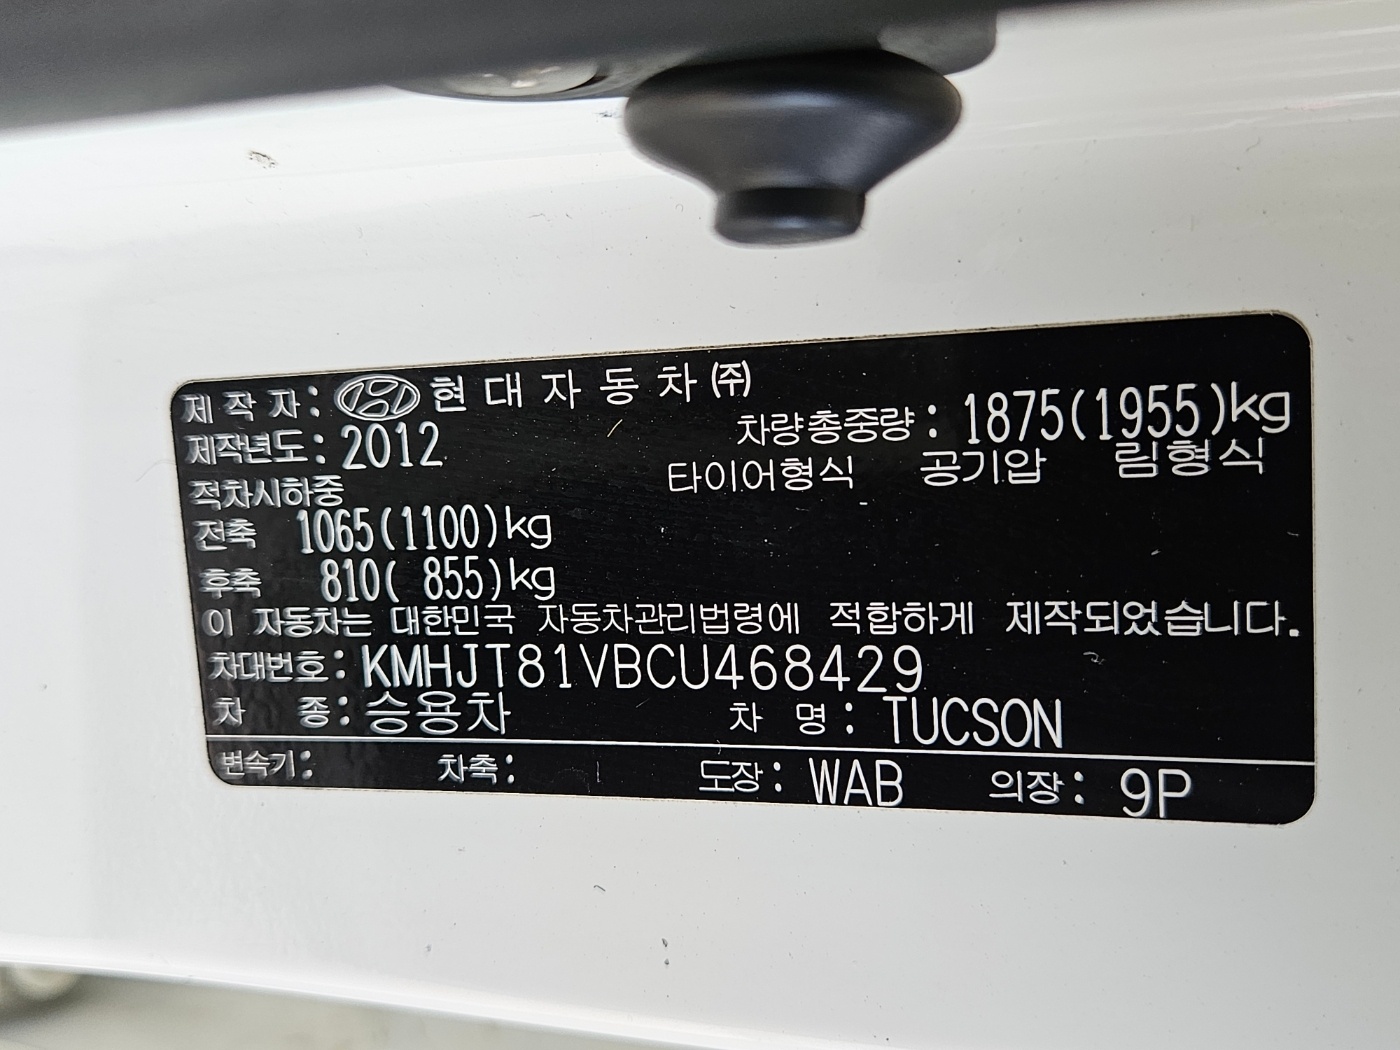 제작자: 현대자동차(주)
제작년도: 2012 차량총중량: 1875(1955)kg
적차시하중 타이어형식 공기압 림형식
전축 1065(1100)kg
후축 810( 855)kg
이 자동차는 대한민국 자동차관리법령에 적합하게 제작되었습니다.
차대번호: KMHJT81VBCU468429
차 종: 승용차 차 명: TUCSON
변속기: 차축: 도장: WAB 의장: 9P